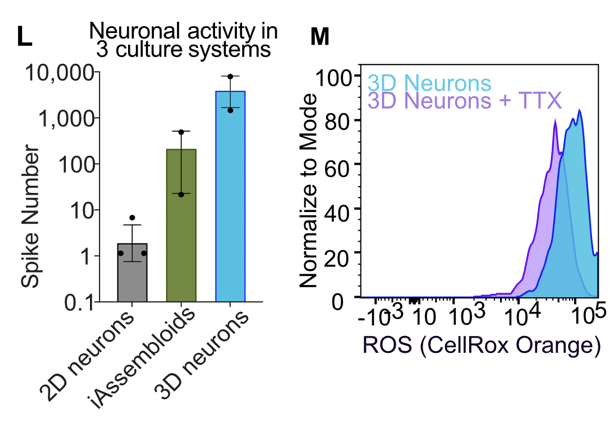 L
Neuronal activity in
3 culture systems
Spike Number
10,000
1,000
100
10
1
0.1
2D neurons
iAssembloids
3D neurons
M
Normalize to Mode
100
80
60
40
20
0
3D Neurons
3D Neurons + TTX
-10³ 10 10³ 10⁴ 10⁵
ROS (CellRox Orange)